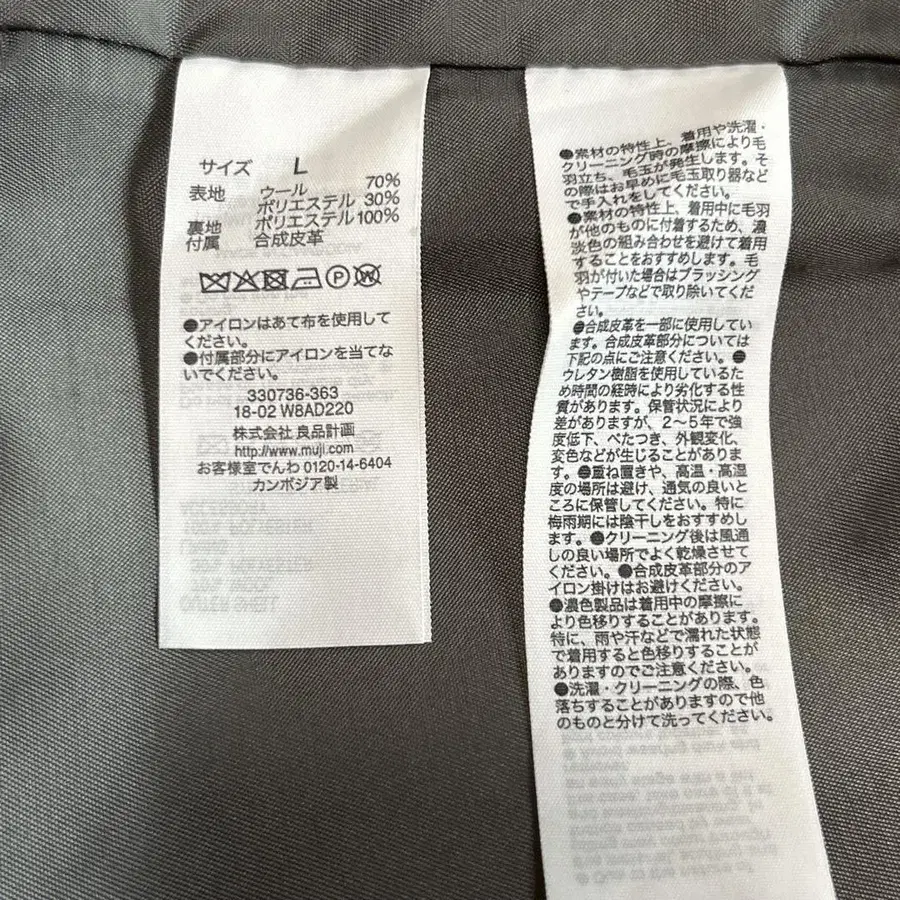 サイズ L
表地 ウール 70%
ポリエステル 30%
裏地 ポリエステル 100%
付属 合成皮革
●アイロンはあて布を使用して
ください。
●付属部分にアイロンを当てな
いでください。
330736-363
18-02 W8AD220
株式会社 良品計画
http://www.muji.com
お客様室でんわ 0120-14-6404
カンボジア製
●素材の特性上、着用や洗濯・
クリーニング時の摩擦により毛
羽立ち、毛玉が発生します。そ
の際はお早めに毛玉取り器など
で手入れをしてください。
●素材の特性上、着用中に毛羽
が他のものに付着するため、濃
淡色の組み合わせを避けて着用
することをおすすめします。毛
羽が付いた場合はブラッシング
やテープなどで取り除いてくだ
さい。
●合成皮革を一部に使用してい
ます。合成皮革部分については
下記の点にご注意ください。●
ウレタン樹脂を使用しているた
め時間の経時により劣化する性
質があります。保管状況により
差がありますが、2～5年で強
度低下、べたつき、外観変化、
変色などが生じることがありま
す。●重ね置きや、高温・高湿
度の場所は避け、通気の良いと
ころに保管してください。特に
梅雨期には陰干しをおすすめし
ます。●クリーニング後は風通
しの良い場所でよく乾燥させて
ください。●合成皮革部分のア
イロン掛けはお避けください。
●濃色製品は着用中の摩擦に
より色移りすることがあります。
特に、雨や汗などで濡れた状態
で着用すると色移りすることが
ありますのでご注意ください。
●洗濯・クリーニングの際、色
落ちすることがありますので他
のものと分けて洗ってください。